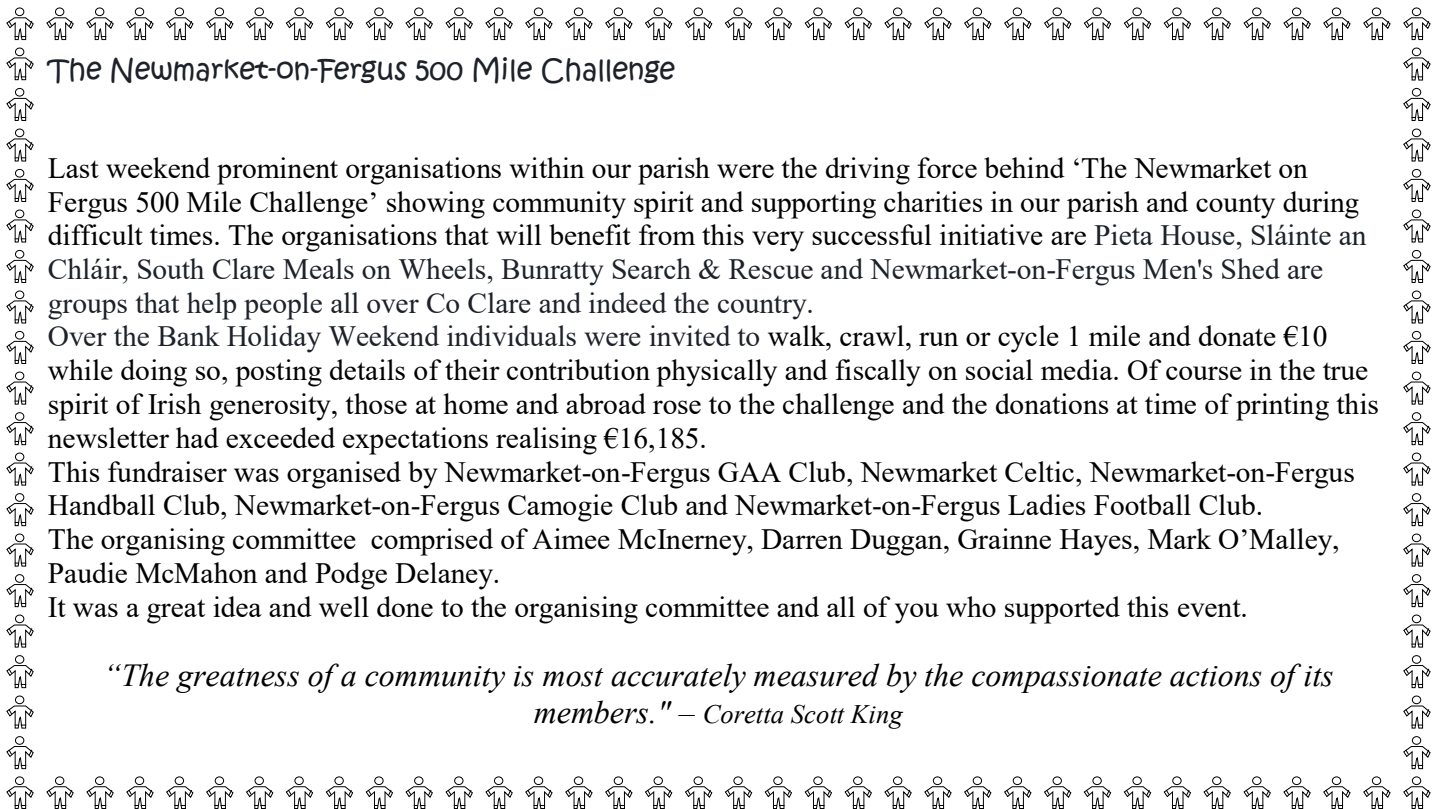 The Newmarket-on-Fergus 500 Mile Challenge
Last weekend prominent organisations within our parish were the driving force behind ‘The Newmarket on
Fergus 500 Mile Challenge’ showing community spirit and supporting charities in our parish and county during
difficult times. The organisations that will benefit from this very successful initiative are Pieta House, Sláinte an
Chláir, South Clare Meals on Wheels, Bunratty Search & Rescue and Newmarket-on-Fergus Men's Shed are
groups that help people all over Co Clare and indeed the country.
Over the Bank Holiday Weekend individuals were invited to walk, crawl, run or cycle 1 mile and donate €10
while doing so, posting details of their contribution physically and fiscally on social media. Of course in the true
spirit of Irish generosity, those at home and abroad rose to the challenge and the donations at time of printing this
newsletter had exceeded expectations realising €16,185.
This fundraiser was organised by Newmarket-on-Fergus GAA Club, Newmarket Celtic, Newmarket-on-Fergus
Handball Club, Newmarket-on-Fergus Camogie Club and Newmarket-on-Fergus Ladies Football Club.
The organising committee  comprised of Aimee McInerney, Darren Duggan, Grainne Hayes, Mark O’Malley,
Paudie McMahon and Podge Delaney.
It was a great idea and well done to the organising committee and all of you who supported this event.
“The greatness of a community is most accurately measured by the compassionate actions of its
members." – Coretta Scott King